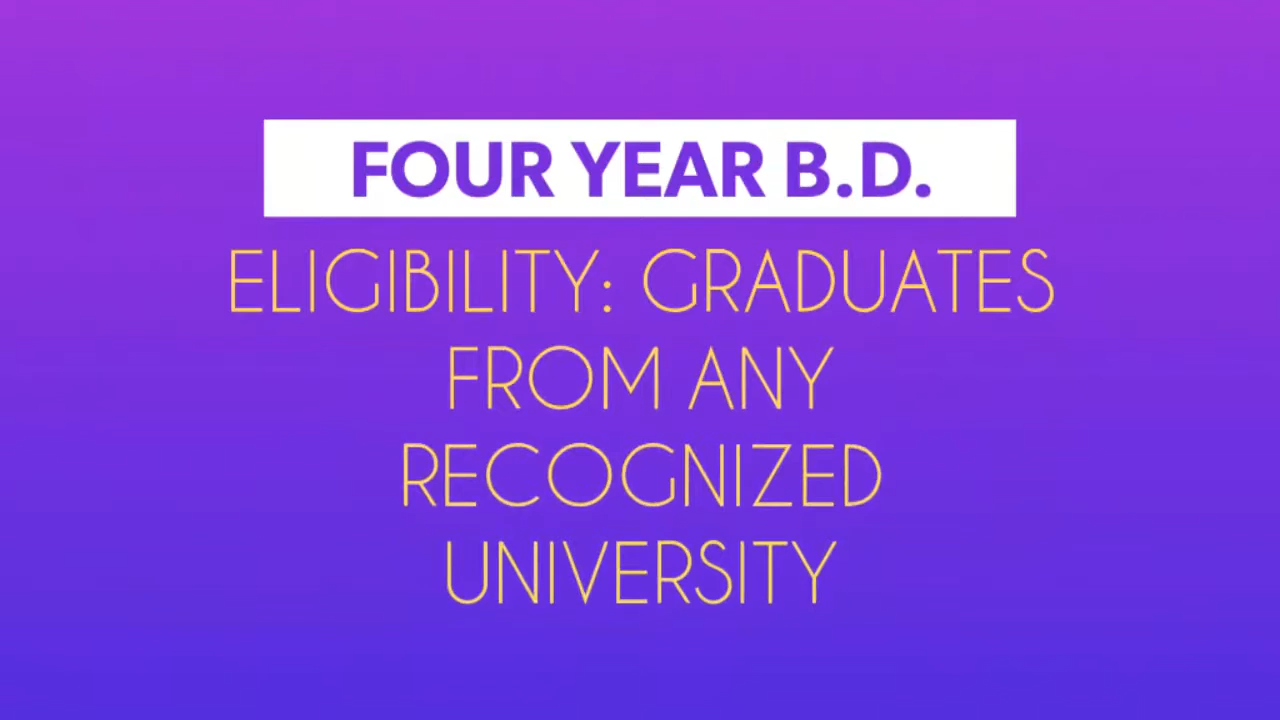 FOUR YEAR B.D.
ELIGIBILITY: GRADUATES
FROM ANY
RECOGNIZED
UNIVERSITY